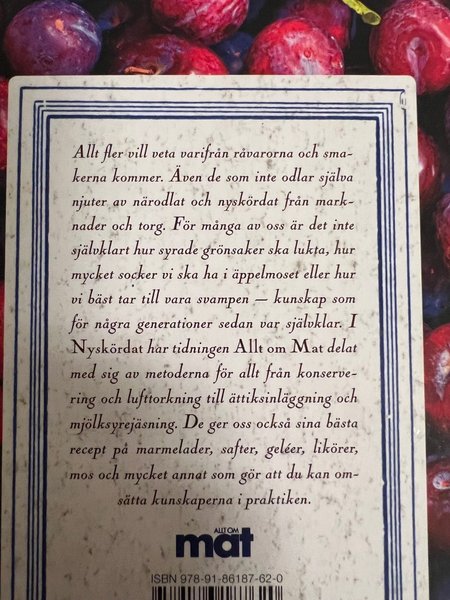 Allt fler vill veta varifrån råvarorna och sma-
kerna kommer. Även de som inte odlar själva
njuter av närodlat och nyskördat från mark-
nader och torg. För många av oss är det inte
självklart hur syrade grönsaker ska lukta, hur
mycket socker vi ska ha i äppelmoset eller hur
vi bäst tar till vara svampen — kunskap som
för några generationer sedan var självklar. I
Nyskördat har tidningen Allt om Mat delat
med sig av metoderna för allt från konserve-
ring och lufttorkning till ättiksinläggning och
mjölksyrejäsning. De ger oss också sina bästa
recept på marmelader, safter, geléer, likörer,
mos och mycket annat som gör att du kan om-
sätta kunskaperna i praktiken.
ALLT OM
mat
ISBN 978-91-86187-62-0